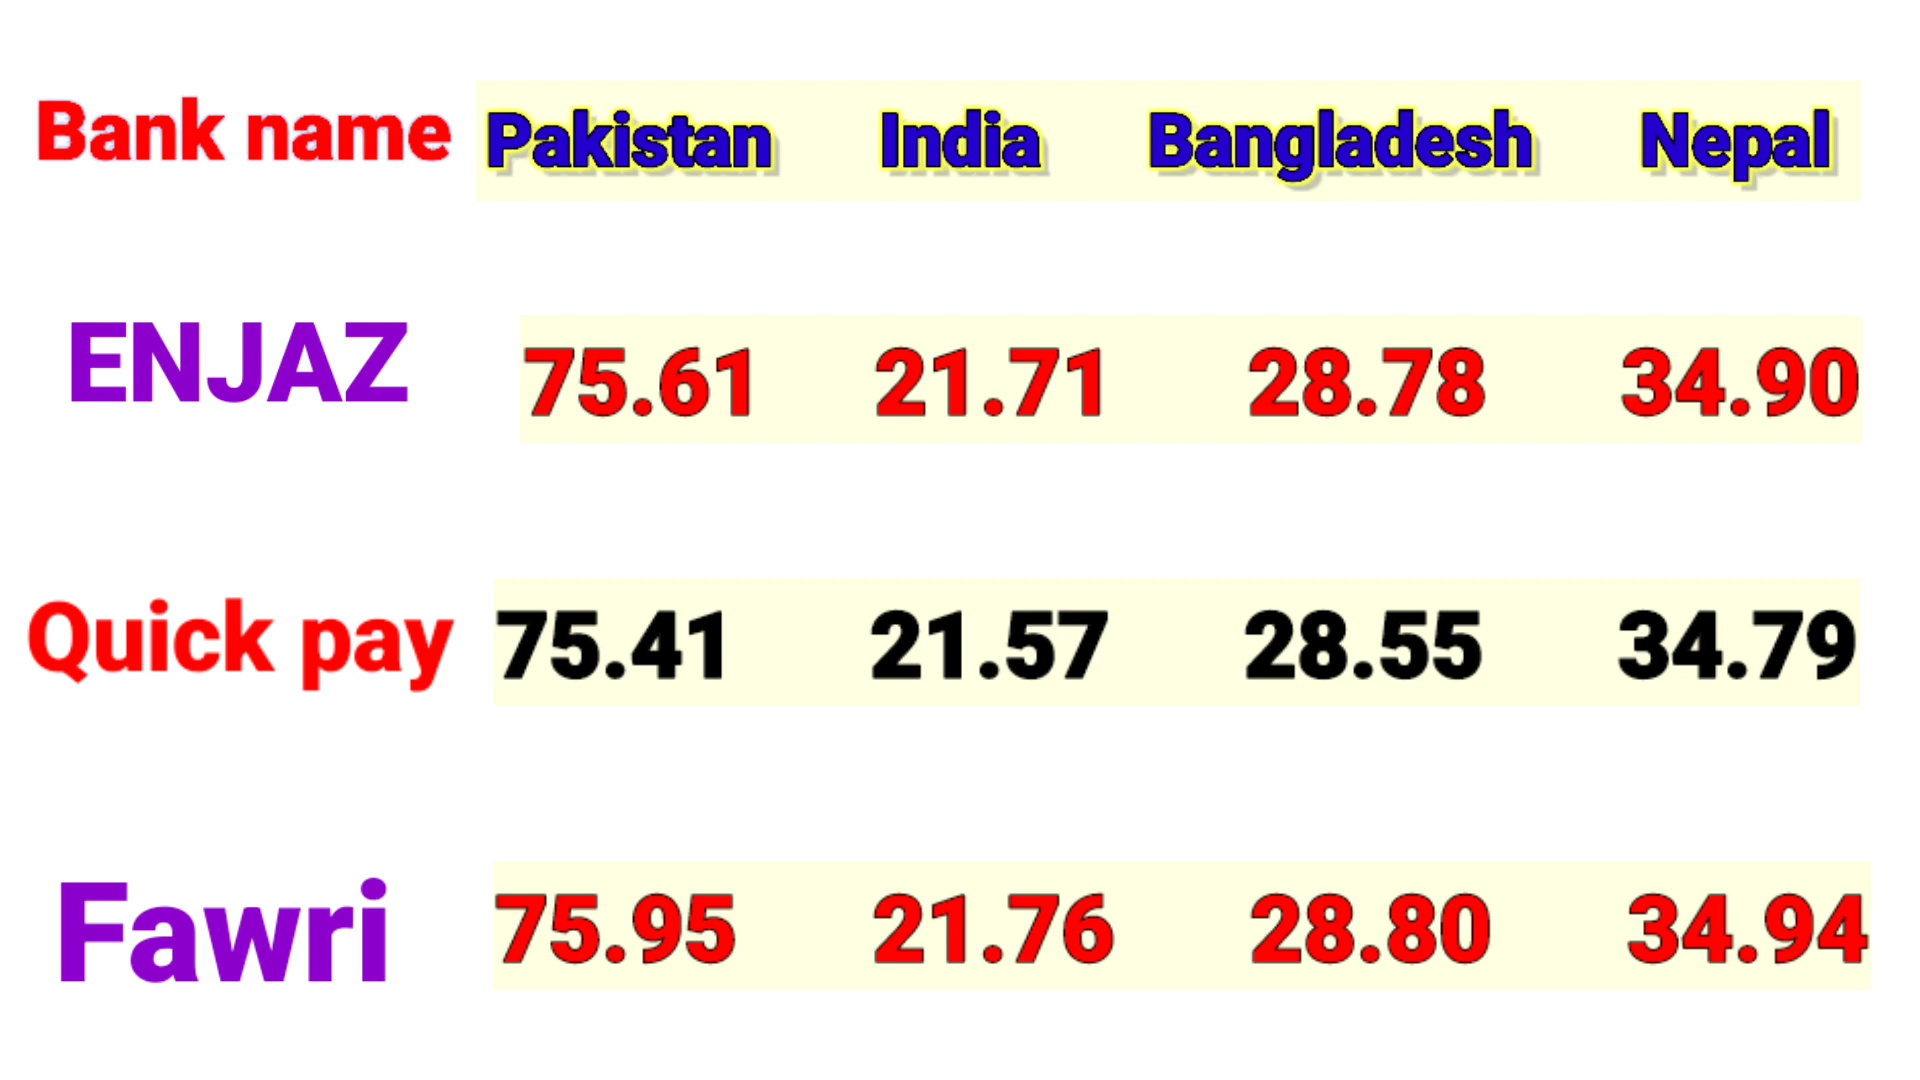 Bank name Pakistan India Bangladesh Nepal
ENJAZ 75.61 21.71 28.78 34.90
Quick pay 75.41 21.57 28.55 34.79
Fawri 75.95 21.76 28.80 34.94